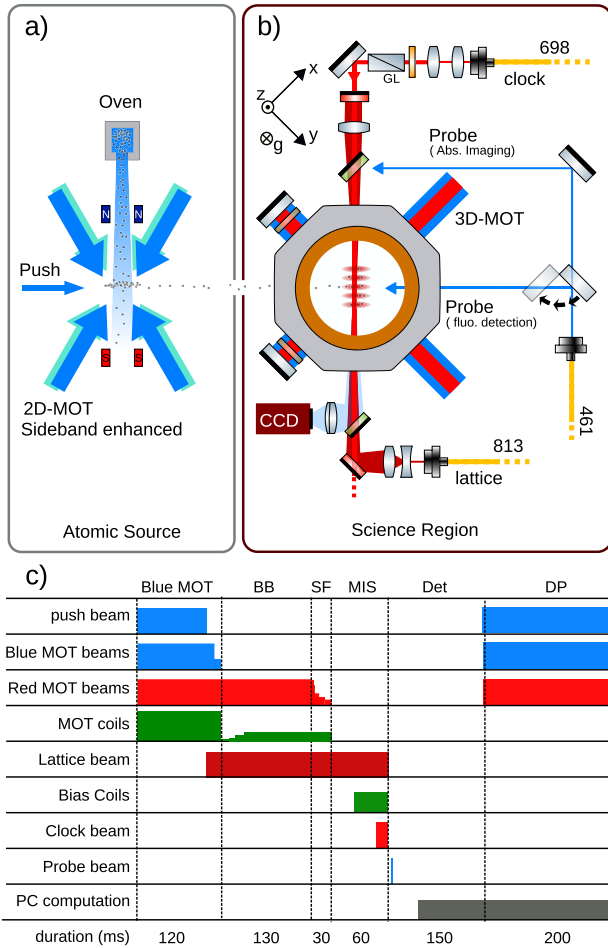 a)
Oven
N
N
Push
S
S
2D-MOT
Sideband enhanced
Atomic Source
b)
x
z
y
g
GL
698
clock
Probe
( Abs. Imaging)
3D-MOT
Probe
(fluo. detection)
CCD
461
813
lattice
Science Region
c)
Blue MOT BB SF MIS Det DP
push beam
Blue MOT beams
Red MOT beams
MOT coils
Lattice beam
Bias Coils
Clock beam
Probe beam
PC computation
duration (ms) 120 130 30 60 150 200